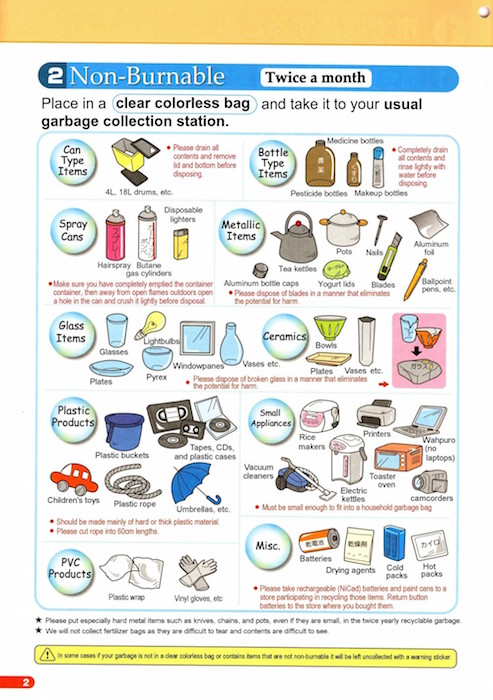 2 Non-Burnable
Twice a month
Place in a clear colorless bag and take it to your usual
garbage collection station.
Can
Type
Items
4L, 18L drums, etc.
● Please drain all
contents and remove
lid and bottom before
disposing.
Bottle
Type
Items
Medicine bottles
Pesticide bottles Makeup bottles
● Completely drain
all contents and
rinse lightly with
water before
disposing.
Spray
Cans
Disposable
lighters
Hairspray Butane
gas cylinders
●Make sure you have completely emptied the container
container, then away from open flames outdoors open
a hole in the can and crush it lightly before disposal.
Metallic
Items
Tea kettles
Pots
Nails
Aluminum
foil
Aluminum bottle caps
Yogurt lids
Blades
Ballpoint
pens, etc.
● Please dispose of blades in a manner that eliminates
the potential for harm.
Glass
Items
Glasses
Lightbulbs
Windowpanes
Vases etc.
Plates
Pyrex
Ceramics
Bowls
Plates
Vases etc.
ガラス
● Please dispose of broken glass in a manner that eliminates
the potential for harm.
Plastic
Products
Plastic buckets
Tapes, CDs,
and plastic cases
Children's toys
Plastic rope
Umbrellas, etc.
● Should be made mainly of hard or thick plastic material.
● Please cut rope into 60cm lengths.
Small
Appliances
Rice
makers
Printers
Wahpuro
(no
laptops)
Vacuum
cleaners
Electric
kettles
Toaster
oven
camcorders
● Must be small enough to fit into a household garbage bag
PVC
Products
Plastic wrap
Vinyl gloves, etc
Misc.
乾電池
乾燥剤
カイロ
Batteries
Drying agents
Cold
packs
Hot
packs
● Please take rechargeable (NiCad) batteries and paint cans to a
store participating in recycling those items. Return button
batteries to the store where you bought them.
★ Please put especially hard metal items such as knives, chains, and pots, even if they are small, in the twice yearly recyclable garbage.
★ We will not collect fertilizer bags as they are difficult to tear and contents are difficult to see.
In some cases if your garbage is not in a clear colorless bag or contains items that are not non-burnable it will be left uncollected with a warning sticker.
2